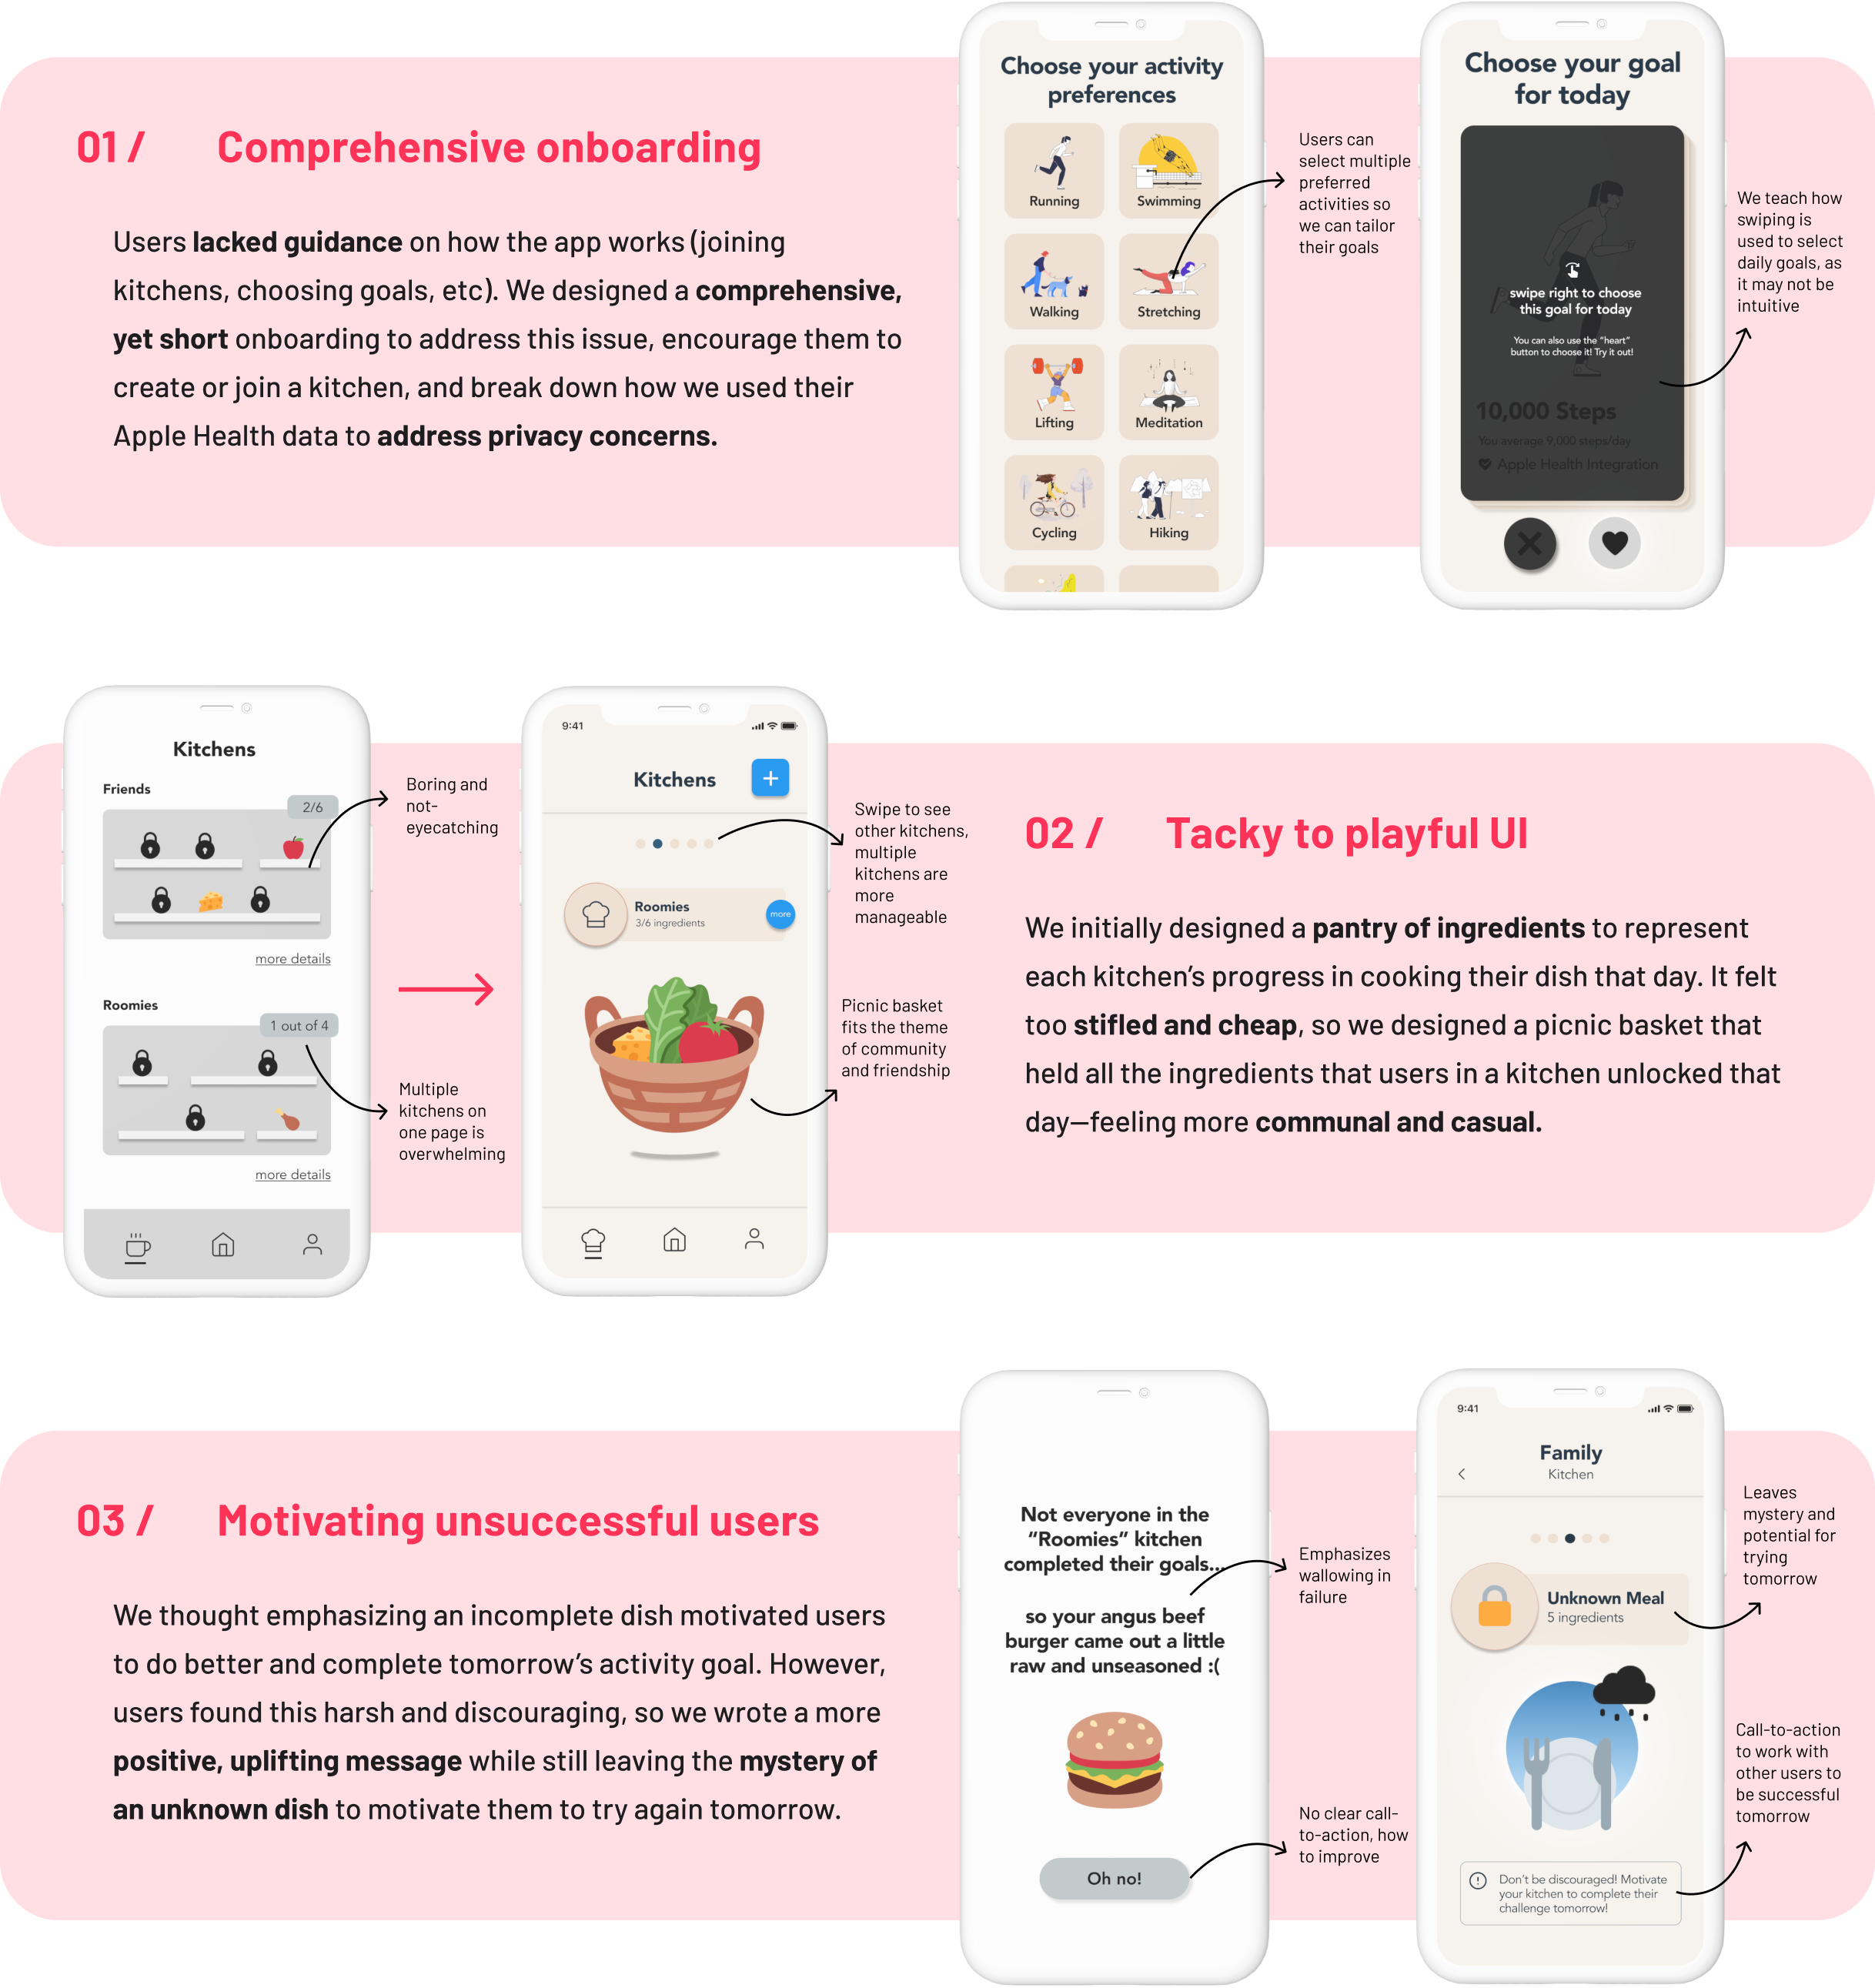 01 /
Comprehensive onboarding
Users lacked guidance on how the app works (joining
kitchens, choosing goals, etc). We designed a comprehensive,
yet short onboarding to address this issue, encourage them to
create or join a kitchen, and break down how we used their
Apple Health data to address privacy concerns.
Choose your activity
preferences
Running
Swimming
Walking
Stretching
Lifting
Meditation
Cycling
Hiking
Users can
select multiple
preferred
activities so
we can tailor
their goals
Choose your goal
for today
swipe right to choose
this goal for today
You can also use the “heart”
button to choose it! Try it out!
10,000 Steps
You average 9,000 steps/day
Apple Health Integration
We teach how
swiping is
used to select
daily goals, as
it may not be
intuitive
Kitchens
Friends
2/6
more details
Roomies
1 out of 4
more details
Boring and
not-
eyecatching
Multiple
kitchens on
one page is
overwhelming
9:41
Kitchens
+
Roomies
3/6 ingredients
more
Swipe to see
other kitchens,
multiple
kitchens are
more
manageable
Picnic basket
fits the theme
of community
and friendship
02 /
Tacky to playful UI
We initially designed a pantry of ingredients to represent
each kitchen’s progress in cooking their dish that day. It felt
too stifled and cheap, so we designed a picnic basket that
held all the ingredients that users in a kitchen unlocked that
day—feeling more communal and casual.
03 /
Motivating unsuccessful users
We thought emphasizing an incomplete dish motivated users
to do better and complete tomorrow’s activity goal. However,
users found this harsh and discouraging, so we wrote a more
positive, uplifting message while still leaving the mystery of
an unknown dish to motivate them to try again tomorrow.
Not everyone in the
“Roomies” kitchen
completed their goals...
so your angus beef
burger came out a little
raw and unseasoned :(
Oh no!
Emphasizes
wallowing in
failure
No clear call-
to-action, how
to improve
9:41
Family
Kitchen
Unknown Meal
5 ingredients
Don’t be discouraged! Motivate
your kitchen to complete their
challenge tomorrow!
Leaves
mystery and
potential for
trying
tomorrow
Call-to-action
to work with
other users to
be successful
tomorrow